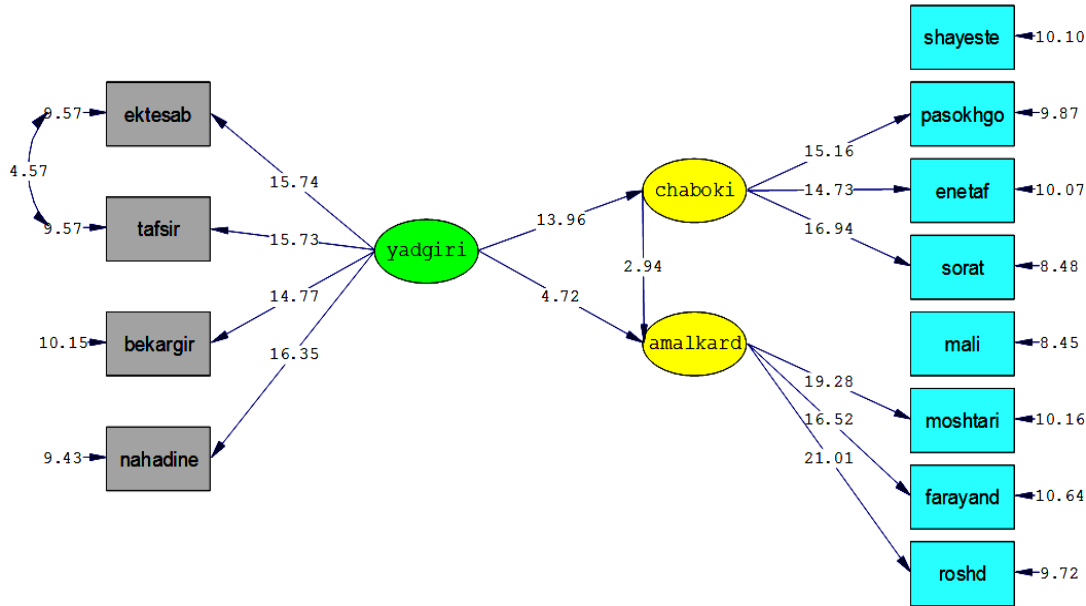 shayeste
10.10
9.57
ektesab
pasokhgo
9.87
15.16
4.57
15.74
chaboki
14.73
enetaf
10.07
13.96
16.94
9.57
tafsir
15.73
yadgiri
2.94
sorat
8.48
14.77
4.72
10.15
bekargir
amalkard
mali
8.45
16.35
19.28
moshtari
10.16
16.52
9.43
nahadine
21.01
farayand
10.64
roshd
9.72